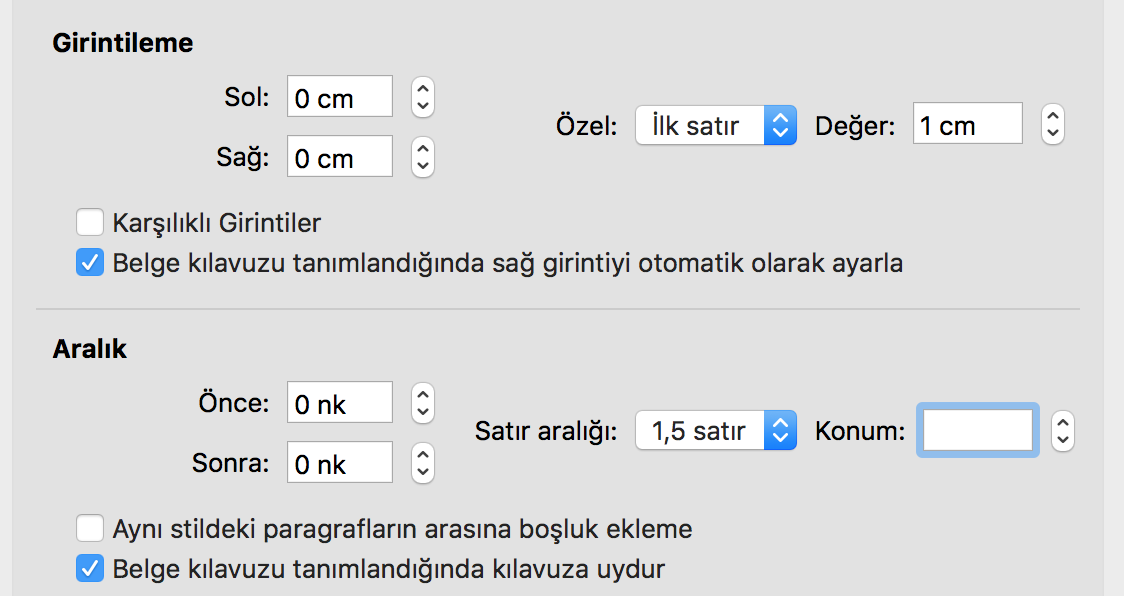 Girintileme
Sol: 0 cm
Sağ: 0 cm
Özel: İlk satır Değer: 1 cm
Karşılıklı Girintiler
Belge kılavuzu tanımlandığında sağ girintiyi otomatik olarak ayarla
Aralık
Önce: 0 nk
Sonra: 0 nk
Satır aralığı: 1,5 satır Konum:
Aynı stildeki paragrafların arasına boşluk ekleme
Belge kılavuzu tanımlandığında kılavuza uydur